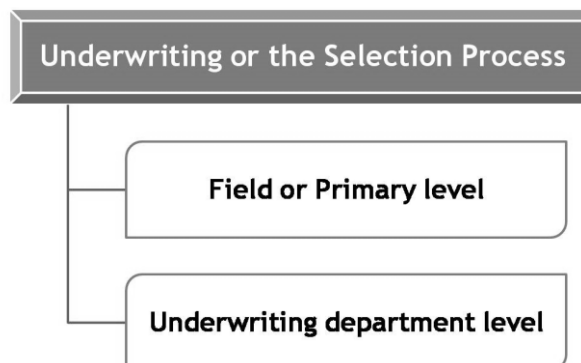 Underwriting or the Selection Process
Field or Primary level
Underwriting department level